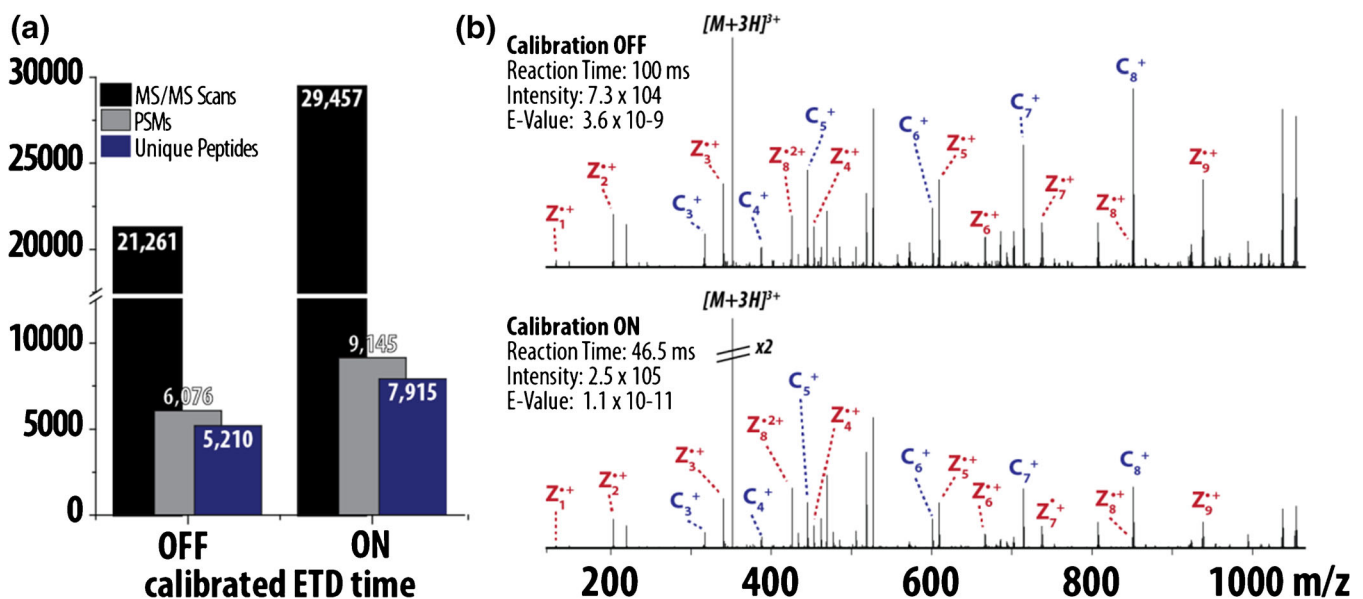 (a)
30000
25000
20000
10000
5000
0
MS/MS Scans
PSMs
Unique Peptides
21,261
6,076
5,210
29,457
9,145
7,915
OFF
ON
calibrated ETD time
(b)
Calibration OFF
Reaction Time: 100 ms
Intensity: 7.3 x 104
E-Value: 3.6 x 10-9
[M+3H]3+
Z1•+
Z2•+
Z3•+
C3+
C4+
Z8•2+
C5+
Z4•+
C6+
Z5•+
Z6•+
C7+
Z7•+
Z8•+
C8+
Z9•+
Calibration ON
Reaction Time: 46.5 ms
Intensity: 2.5 x 105
E-Value: 1.1 x 10-11
[M+3H]3+
x2
Z1•+
Z2•+
Z3•+
C3+
C4+
Z8•2+
C5+
Z4•+
C6+
Z5•+
Z6•+
C7+
Z7•
Z8•+
C8+
Z9•+
200
400
600
800
1000 m/z